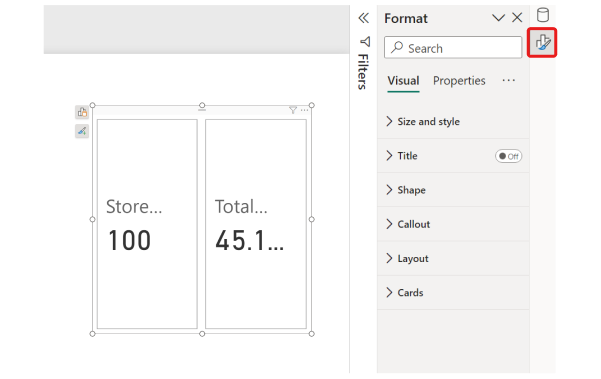 Format
Search
Filters
Visual Properties ...
Size and style
Title Off
Shape
Callout
Layout
Cards
Store... Total...
100 45.1...